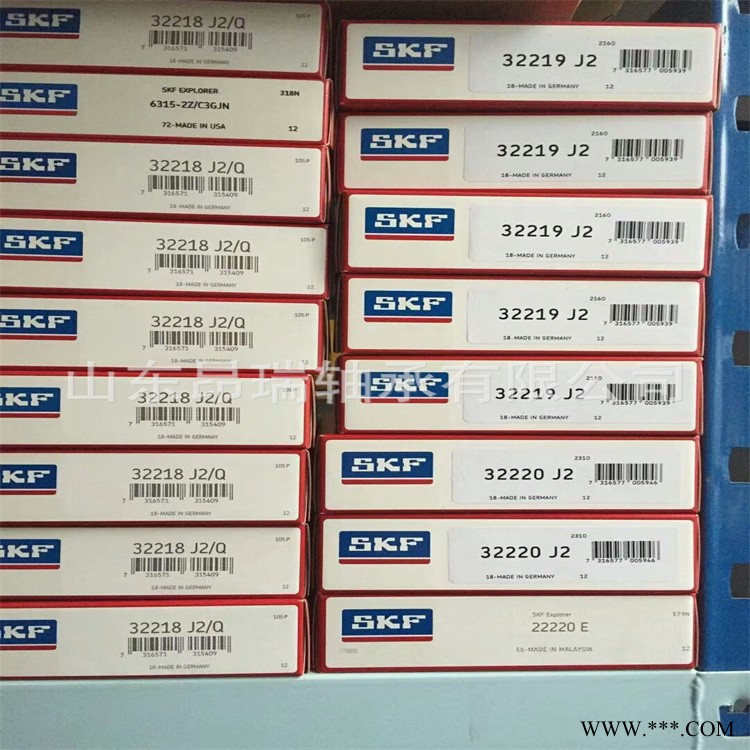 32218 J2/Q
105 P
7 316571 315409
18-MADE IN GERMANY
12
SKF
SKF EXPLORER
318N
6315-2Z/C3GJN
72-MADE IN USA
12
SKF
32218 J2/Q
105 P
7 316571 315409
18-MADE IN GERMANY
12
SKF
32218 J2/Q
105 P
7 316571 315409
18-MADE IN GERMANY
12
SKF
32218 J2/Q
105 P
7 316571 315409
18-MADE IN GERMANY
12
SKF
32218 J2/Q
105 P
7 316571 315409
18-MADE IN GERMANY
12
SKF
32218 J2/Q
105 P
7 316571 315409
18-MADE IN GERMANY
12
SKF
32218 J2/Q
105 P
7 316571 315409
18-MADE IN GERMANY
12
SKF
32218 J2/Q
105 P
7 316571 315409
18-MADE IN GERMANY
12
SKF
32219 J2
2160
7 316577 005939
18-MADE IN GERMANY
12
SKF
32219 J2
2160
7 316577 005939
18-MADE IN GERMANY
12
SKF
32219 J2
2160
7 316577 005939
18-MADE IN GERMANY
12
SKF
32219 J2
2160
7 316577 005939
18-MADE IN GERMANY
12
SKF
32219 J2
2160
7 316577 005939
18-MADE IN GERMANY
12
SKF
32220 J2
2310
7 316577 005946
18-MADE IN GERMANY
12
SKF
32220 J2
2310
7 316577 005946
18-MADE IN GERMANY
12
SKF
SKF Explorer
579N
22220 E
56-MADE IN MALAYSIA
12
山东昂瑞轴承有限公司
WWW.***.COM